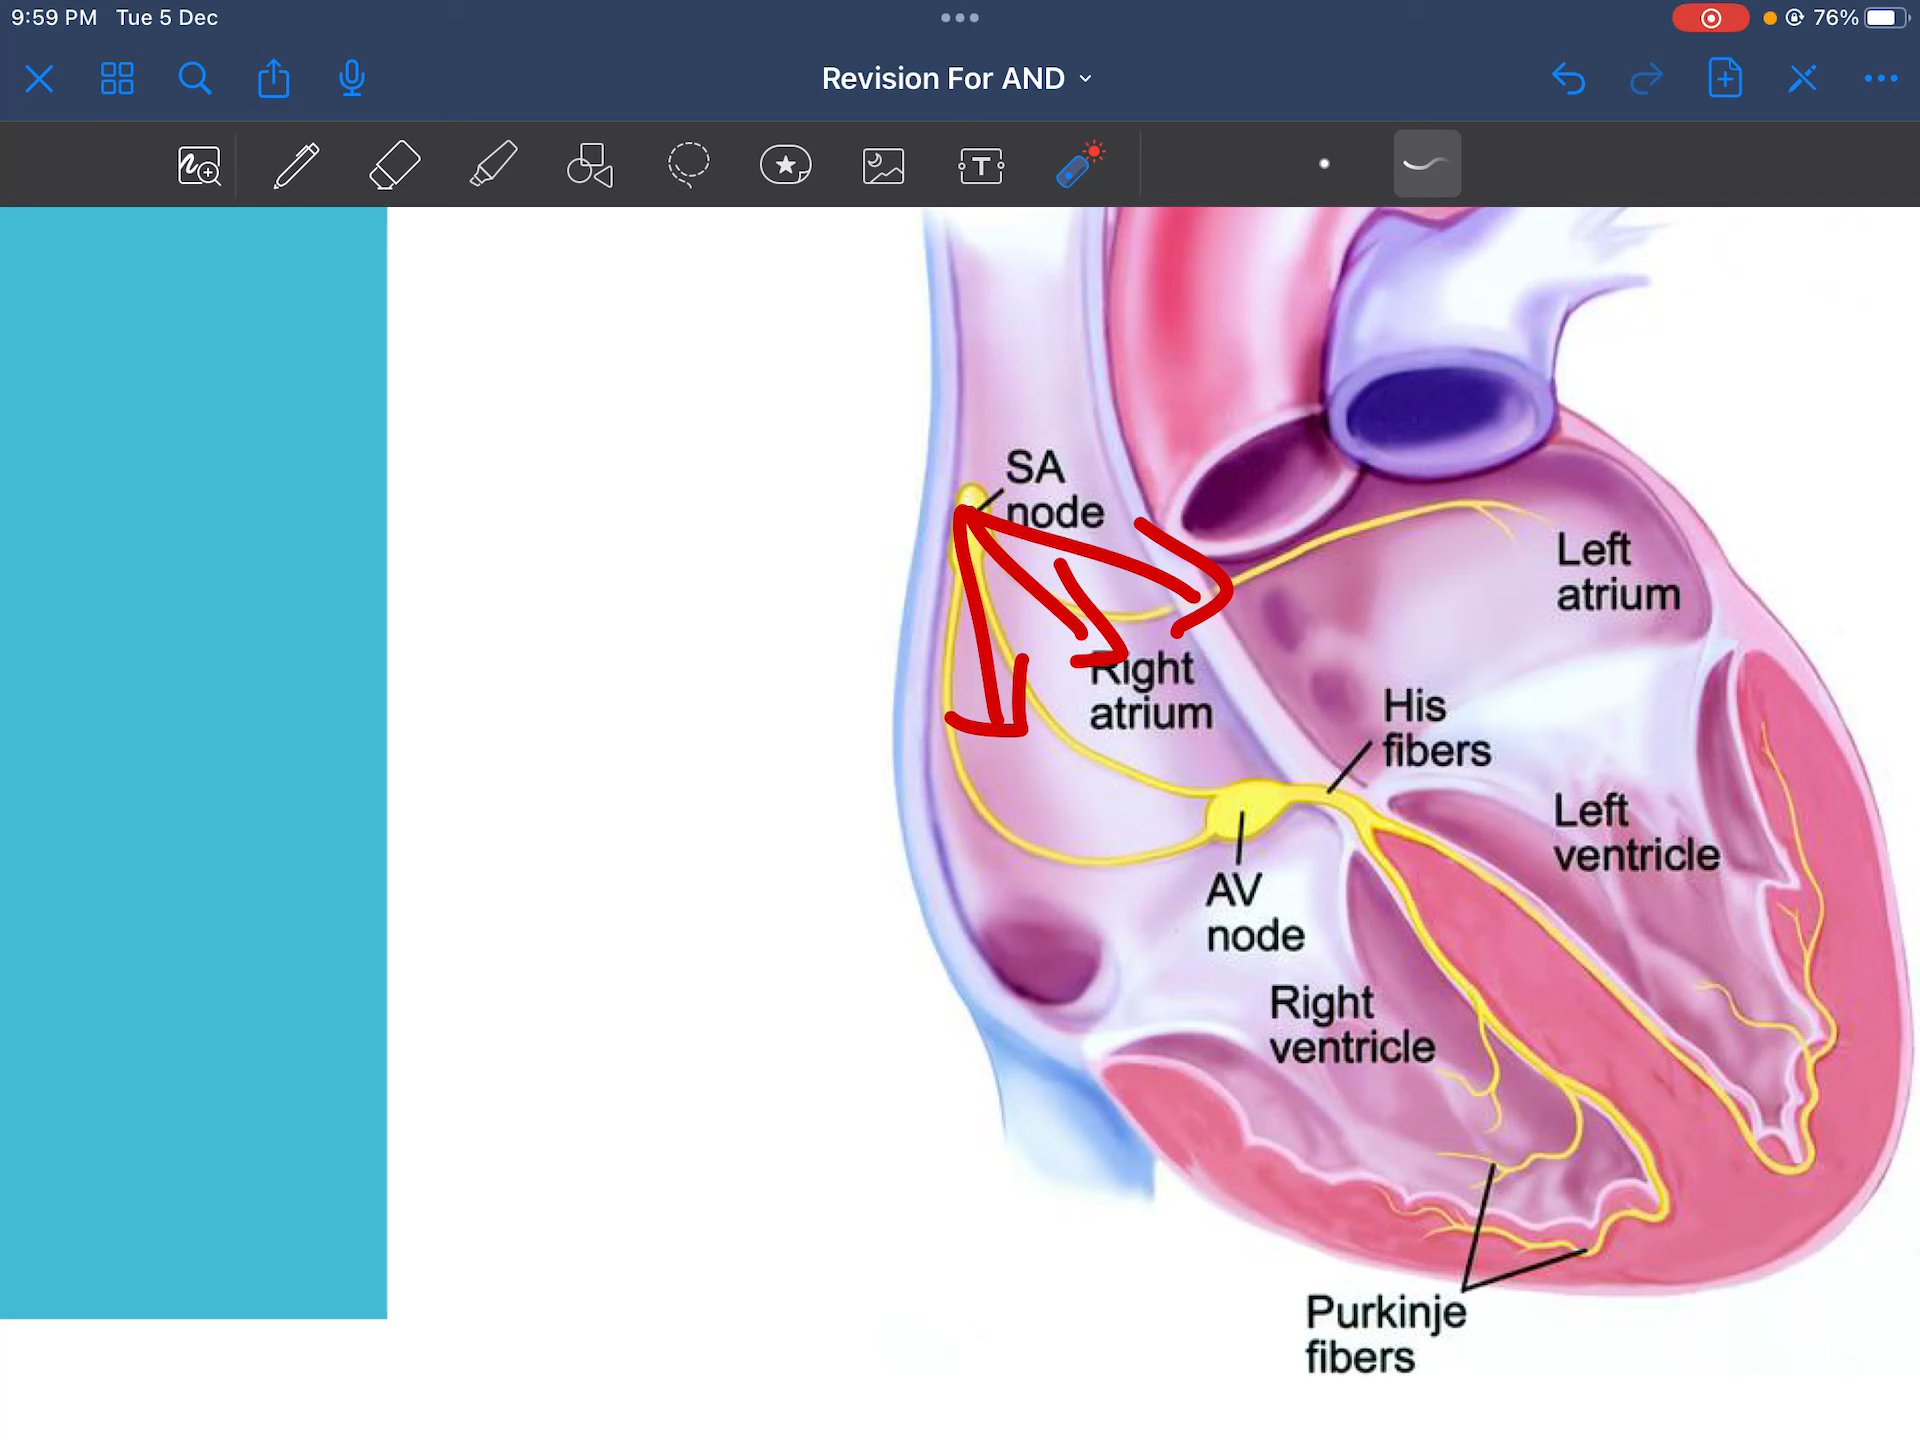 9:59 PM Tue 5 Dec
76%
Revision For AND
T
SA
node
Left
atrium
Right
atrium
His
fibers
Left
ventricle
AV
node
Right
ventricle
Purkinje
fibers